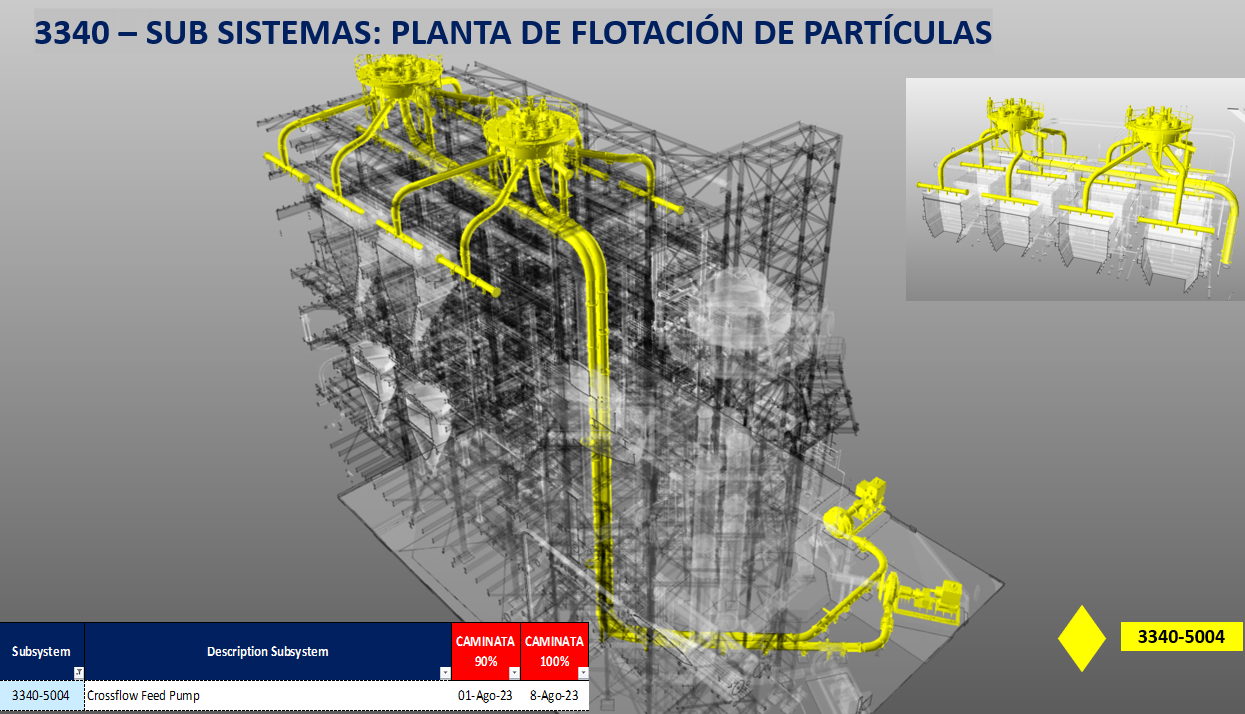 3340 – SUB SISTEMAS: PLANTA DE FLOTACIÓN DE PARTÍCULAS
3340-5004
Subsystem Description Subsystem CAMINATA 90% CAMINATA 100%
3340-5004 Crossflow Feed Pump 01-Ago-23 8-Ago-23